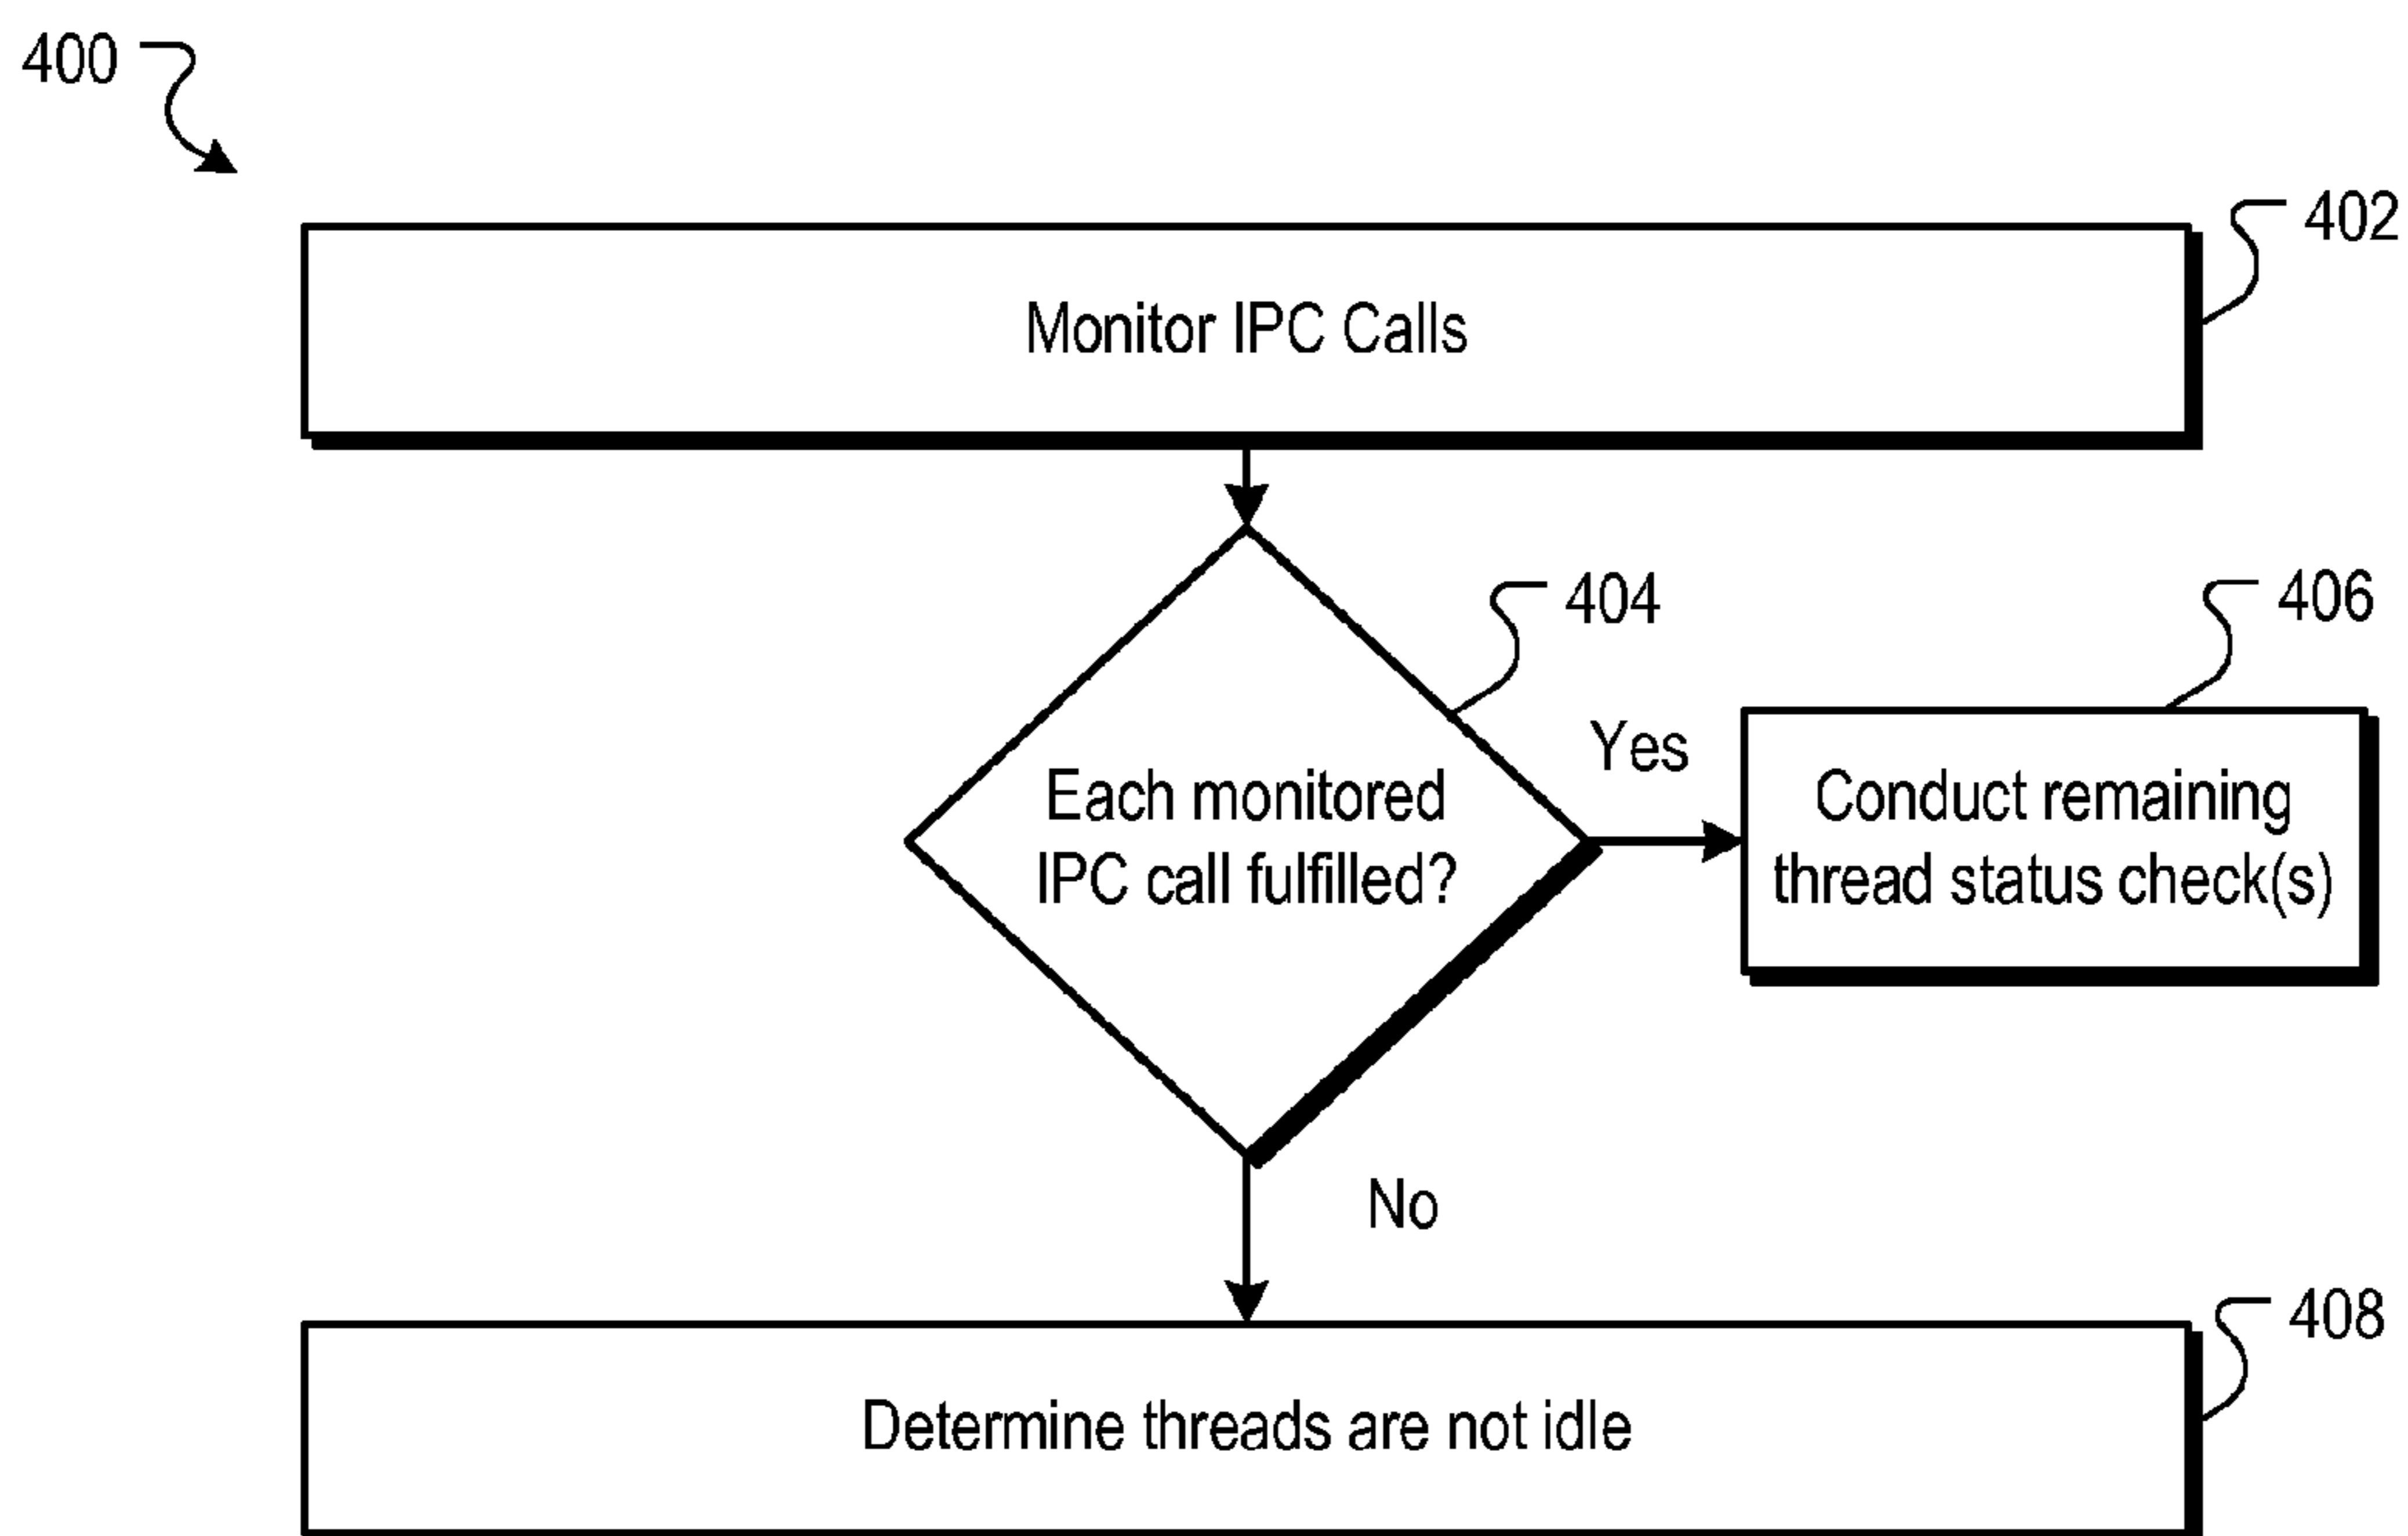 400
402
Monitor IPC Calls
404
406
Yes
Each monitored
IPC call fulfilled?
Conduct remaining
thread status check(s)
No
408
Determine threads are not idle